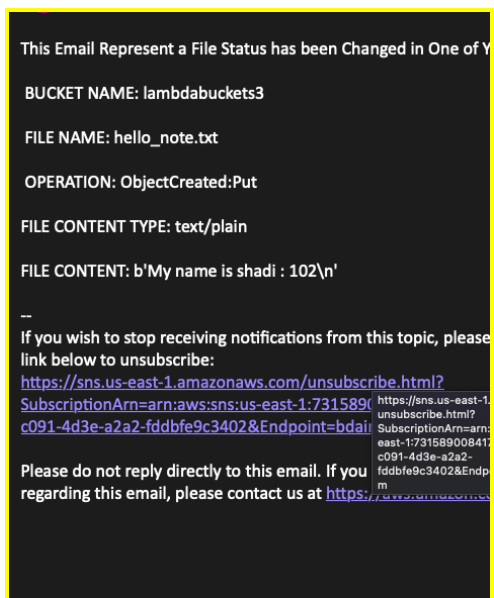 This Email Represent a File Status has been Changed in One of Y
BUCKET NAME: lambdabuckets3
FILE NAME: hello_note.txt
OPERATION: ObjectCreated:Put
FILE CONTENT TYPE: text/plain
FILE CONTENT: b'My name is shadi : 102\n'
--
If you wish to stop receiving notifications from this topic, please
link below to unsubscribe:
https://sns.us-east-1.amazonaws.com/unsubscribe.html?
SubscriptionArn=arn:aws:sns:us-east-1:7315890
c091-4d3e-a2a2-fddbfe9c3402&Endpoint=bdai
https://sns.us-east-1.
unsubscribe.html?
SubscriptionArn=arn:
east-1:731589008417
c091-4d3e-a2a2-
fddbfe9c3402&Endp
m
Please do not reply directly to this email. If you
regarding this email, please contact us at https://aws.amazon.c